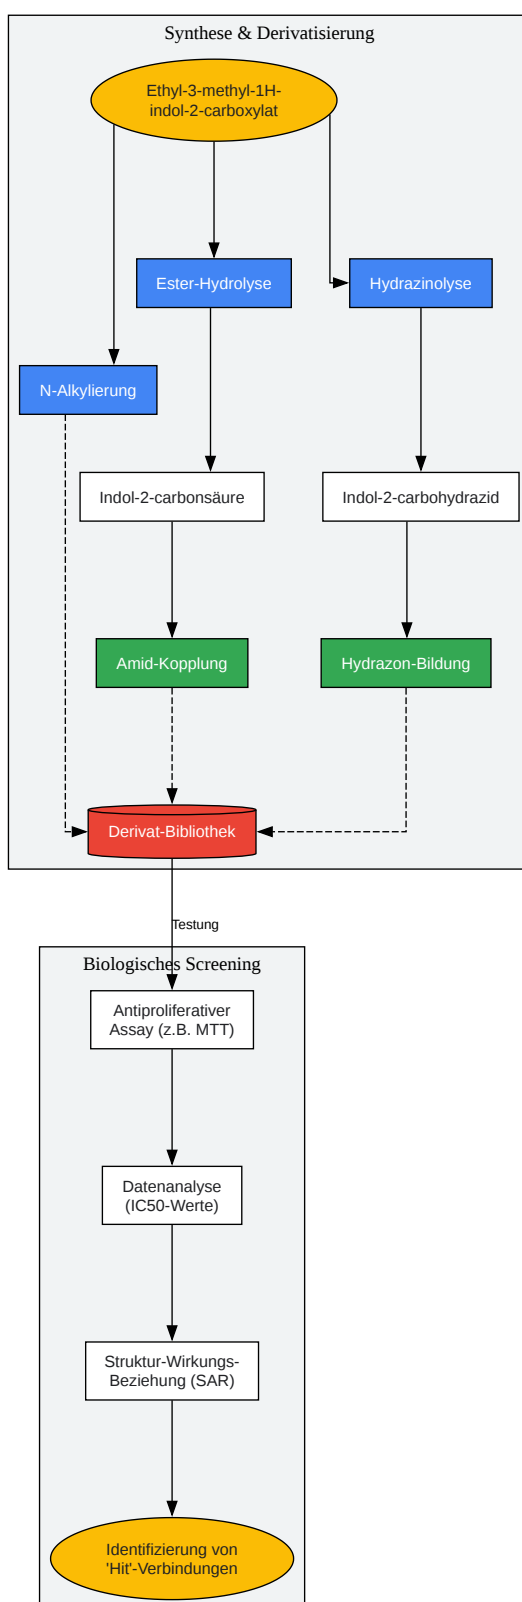 Synthese & Derivatisierung
Ethyl-3-methyl-1H-
indol-2-carboxylat
Ester-Hydrolyse
Hydrazinolyse
N-Alkylierung
Indol-2-carbonsäure
Indol-2-carbohydrazid
Amid-Kopplung
Hydrazon-Bildung
Derivat-Bibliothek
Testung
Biologisches Screening
Antiproliferativer
Assay (z.B. MTT)
Datenanalyse
(IC50-Werte)
Struktur-Wirkungs-
Beziehung (SAR)
Identifizierung von
'Hit'-Verbindungen